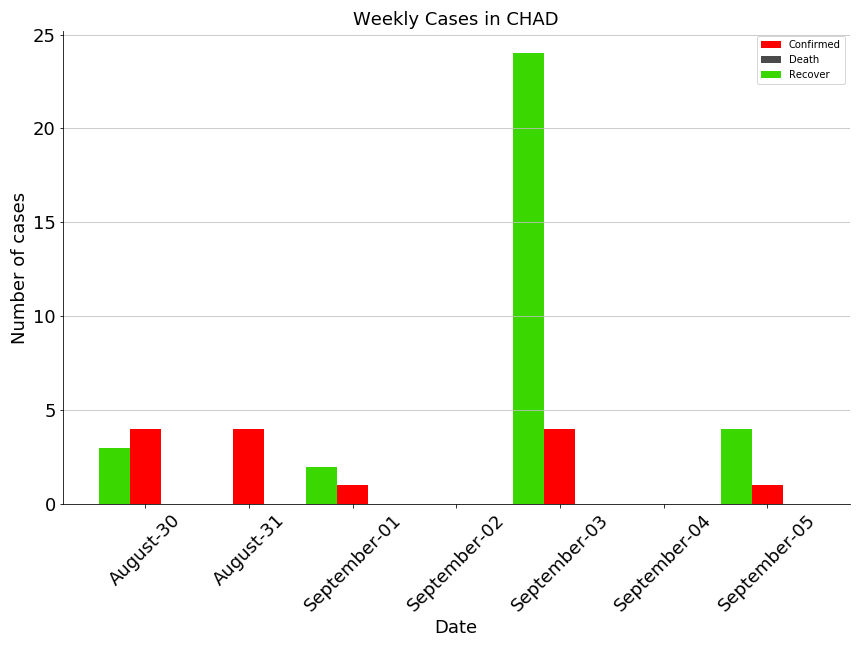 Weekly Cases in CHAD
Confirmed
Death
Recover
Number of cases
25
20
15
10
5
0
August-30
August-31
September-01
September-02
September-03
September-04
September-05
Date